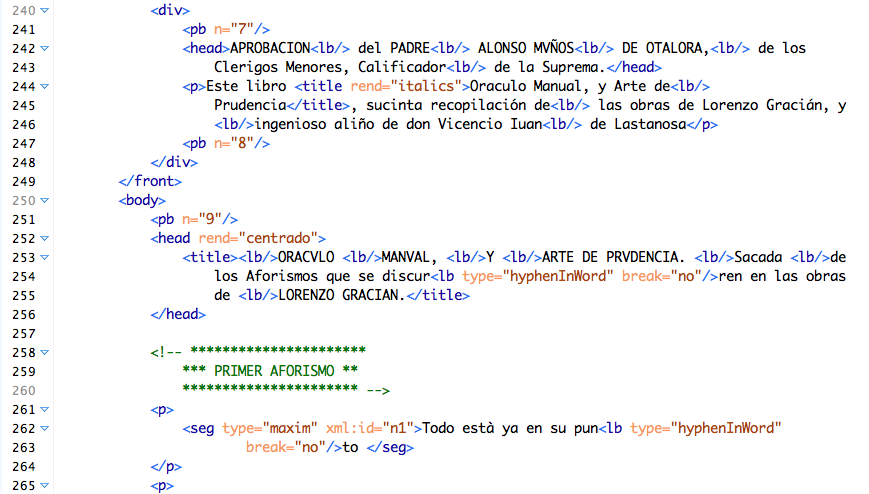 240 <div>
241 <pb n="7"/>
242 <head>APROBACION<lb/> del PADRE<lb/> ALONSO MVÑOS<lb/> DE OTALORA,<lb/> de los
243 Clerigos Menores, Calificador<lb/> de la Suprema.</head>
244 <p>Este libro <title rend="italics">Oraculo Manual, y Arte de<lb/>
245 Prudencia</title>, sucinta recopilación de<lb/> las obras de Lorenzo Gracián, y
246 <lb/>ingenioso aliño de don Vicencio Iuan<lb/> de Lastanosa</p>
247 <pb n="8"/>
248 </div>
249 </front>
250 <body>
251 <pb n="9"/>
252 <head rend="centrado">
253 <title><lb/>ORACVLO <lb/>MANVAL, <lb/>Y <lb/>ARTE DE PRVDENCIA. <lb/>Sacada <lb/>de
254 los Aforismos que se discur<lb type="hyphenInWord" break="no"/>ren en las obras
255 de <lb/>LORENZO GRACIAN.</title>
256 </head>
257
258 <!-- **********************
259 *** PRIMER AFORISMO **
260 ********************** -->
261 <p>
262 <seg type="maxim" xml:id="n1">Todo està ya en su pun<lb type="hyphenInWord"
263 break="no"/>to </seg>
264 </p>
265 <p>